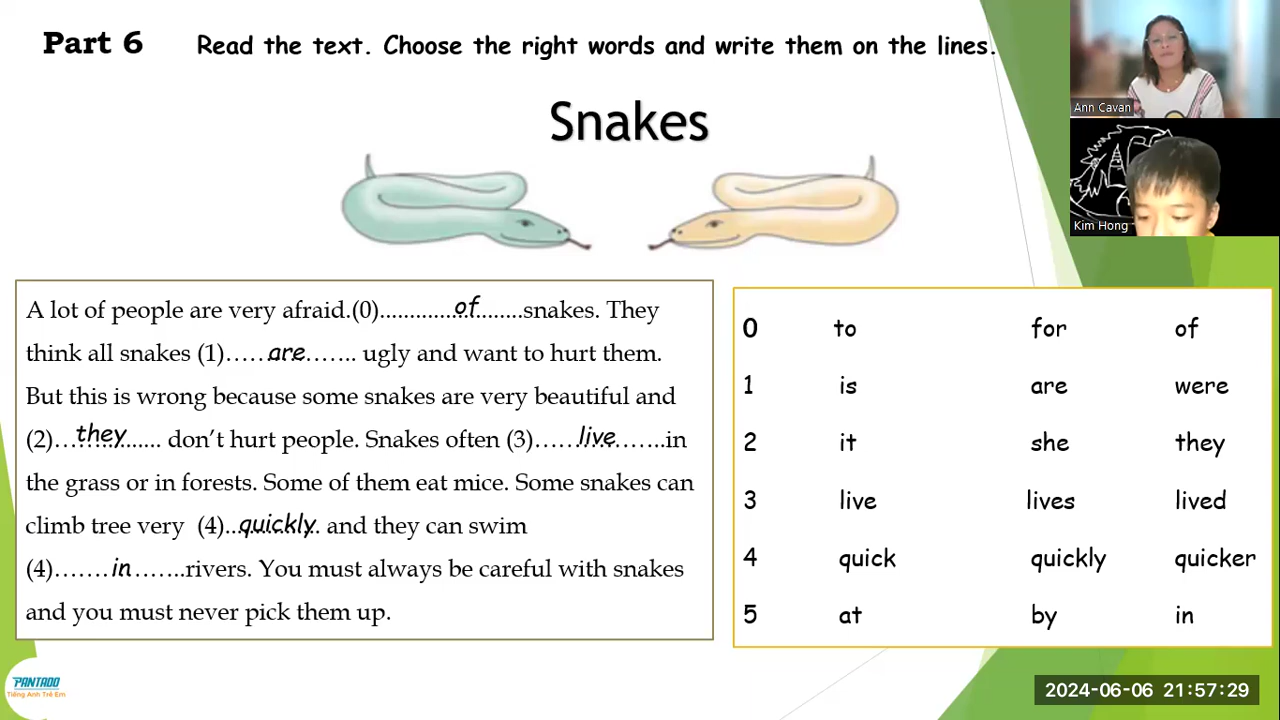 Part 6 Read the text. Choose the right words and write them on the lines.
Ann Cavan
Snakes
Kim Hong
A lot of people are very afraid.(0)..............of........snakes. They
think all snakes (1)……are……. ugly and want to hurt them.
But this is wrong because some snakes are very beautiful and
(2)…they....... don't hurt people. Snakes often (3)……live……..in
the grass or in forests. Some of them eat mice. Some snakes can
climb tree very (4)..quickly. and they can swim
(4)…….in……..rivers. You must always be careful with snakes
and you must never pick them up.
0 to for of
1 is are were
2 it she they
3 live lives lived
4 quick quickly quicker
5 at by in
PANTADO
Tiếng Anh Trẻ Em
2024-06-06 21:57:29